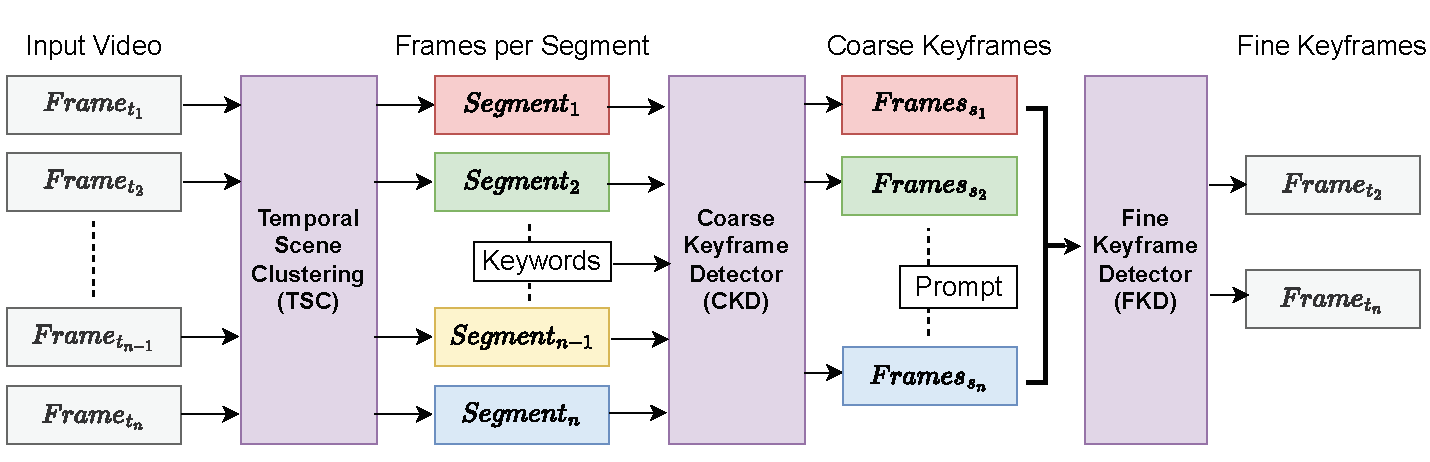 Input Video
Frames per Segment
Coarse Keyframes
Fine Keyframes
Frame_{t_1}
Frame_{t_2}
Frame_{t_{n-1}}
Frame_{t_n}
Temporal
Scene
Clustering
(TSC)
Segment_1
Segment_2
Keywords
Segment_{n-1}
Segment_n
Coarse
Keyframe
Detector
(CKD)
Frames_{s_1}
Frames_{s_2}
Prompt
Frames_{s_n}
Fine
Keyframe
Detector
(FKD)
Frame_{t_2}
Frame_{t_n}